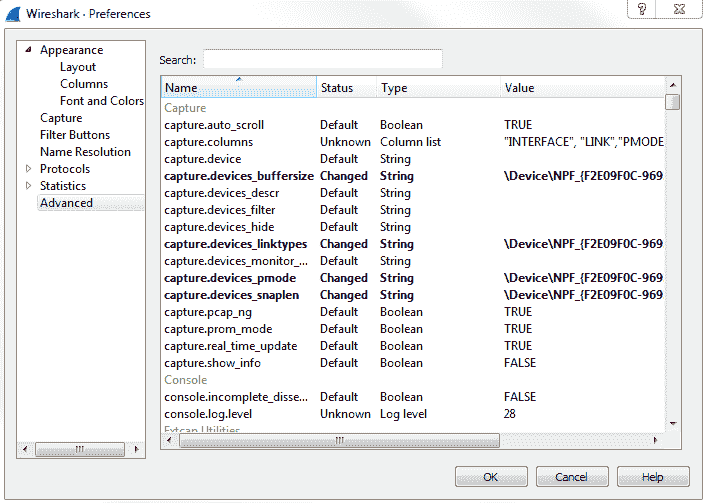 Wireshark · Preferences
Appearance
Layout
Columns
Font and Colors
Capture
Filter Buttons
Name Resolution
Protocols
Statistics
Advanced
Search:
Name Status Type Value
Capture
capture.auto_scroll Default Boolean TRUE
capture.columns Unknown Column list "INTERFACE", "LINK","PMODE
capture.device Default String
capture.devices_buffersize Changed String \Device\NPF_{F2E09F0C-969
capture.devices_descr Default String
capture.devices_filter Default String
capture.devices_hide Default String
capture.devices_linktypes Changed String \Device\NPF_{F2E09F0C-969
capture.devices_monitor_... Default String
capture.devices_pmode Changed String \Device\NPF_{F2E09F0C-969
capture.devices_snaplen Changed String \Device\NPF_{F2E09F0C-969
capture.pcap_ng Default Boolean TRUE
capture.prom_mode Default Boolean TRUE
capture.real_time_update Default Boolean TRUE
capture.show_info Default Boolean FALSE
Console
console.incomplete_disse... Default Boolean FALSE
console.log.level Unknown Log level 28
Extcap Utilities
OK Cancel Help